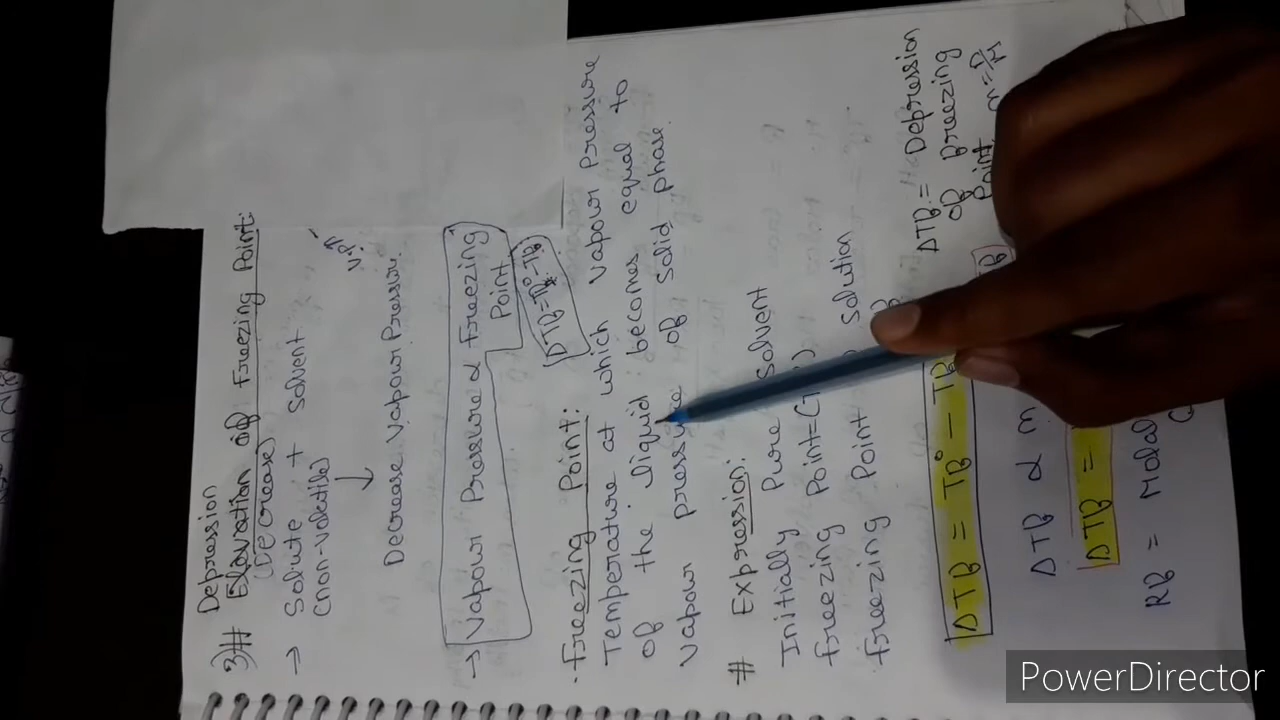 Depression
3)# Elavation of Freezing Point:
(Decrease)
→ Solute + Solvent
(non-volatile)
Decrease Vapour Pressure.
→ Vapour Pressure α Freezing
Point
ΔTf = Tf° - Tf
. Freezing Point:
Temperature at which Vapour Pressure
of the liquid becomes equal to
Vapour pressure of solid phase.
# Expression:
Initially Pure Solvent
freezing Point =
freezing Point solution
ΔTf = Depression
of freezing
Point
ΔTf = Tf° - Tf
ΔTf α m
ΔTf =
Kf =
PowerDirector